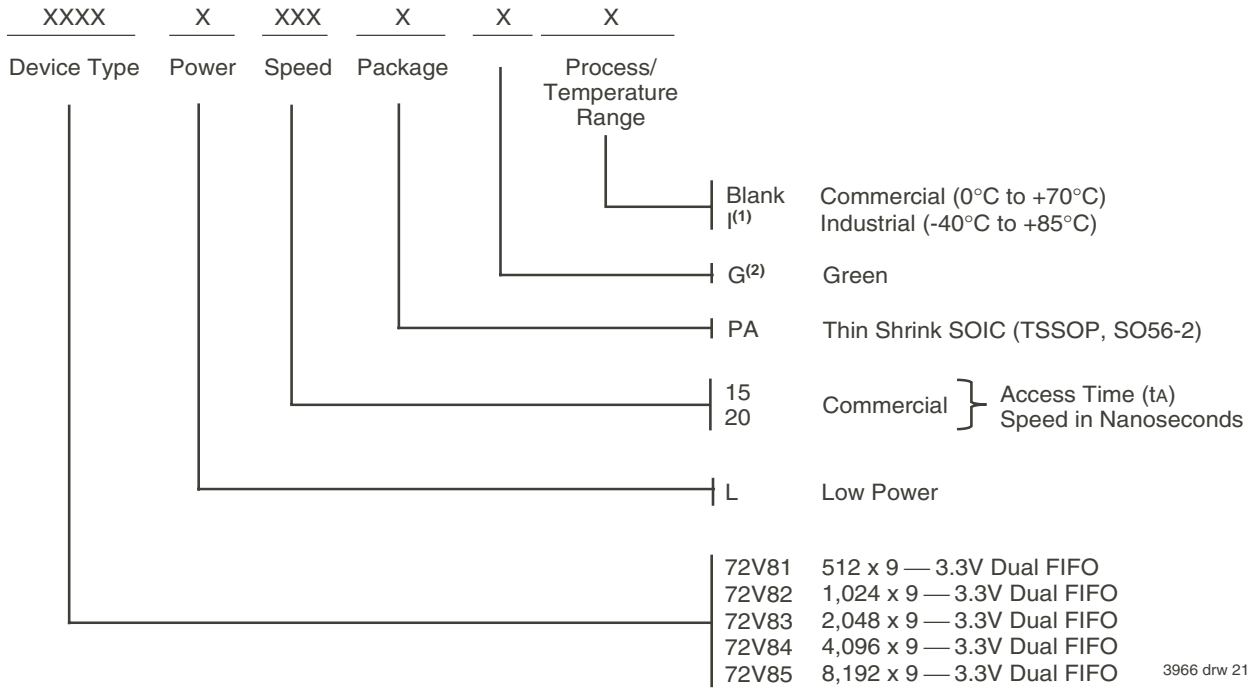 XXXX X XXX X X X
Device Type Power Speed Package Process/
Temperature
Range
Blank Commercial (0°C to +70°C)
I(1) Industrial (-40°C to +85°C)
G(2) Green
PA Thin Shrink SOIC (TSSOP, SO56-2)
15
20
Commercial
Access Time (tA)
Speed in Nanoseconds
L Low Power
72V81 512 x 9 — 3.3V Dual FIFO
72V82 1,024 x 9 — 3.3V Dual FIFO
72V83 2,048 x 9 — 3.3V Dual FIFO
72V84 4,096 x 9 — 3.3V Dual FIFO
72V85 8,192 x 9 — 3.3V Dual FIFO
3966 drw 21